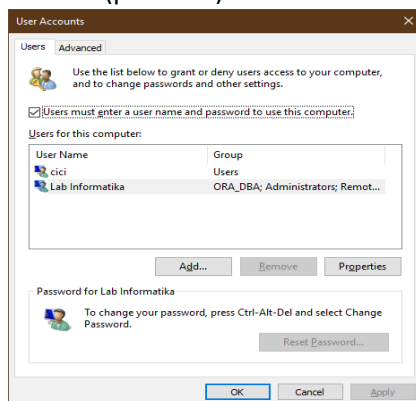 User Accounts
Users Advanced
Use the list below to grant or deny users access to your computer,
and to change passwords and other settings.
Users must enter a user name and password to use this computer.
Users for this computer:
User Name Group
cici Users
Lab Informatika ORA_DBA; Administrators; Remot...
Add... Remove Properties
Password for Lab Informatika
To change your password, press Ctrl-Alt-Del and select Change
Password.
Reset Password...
OK Cancel Apply